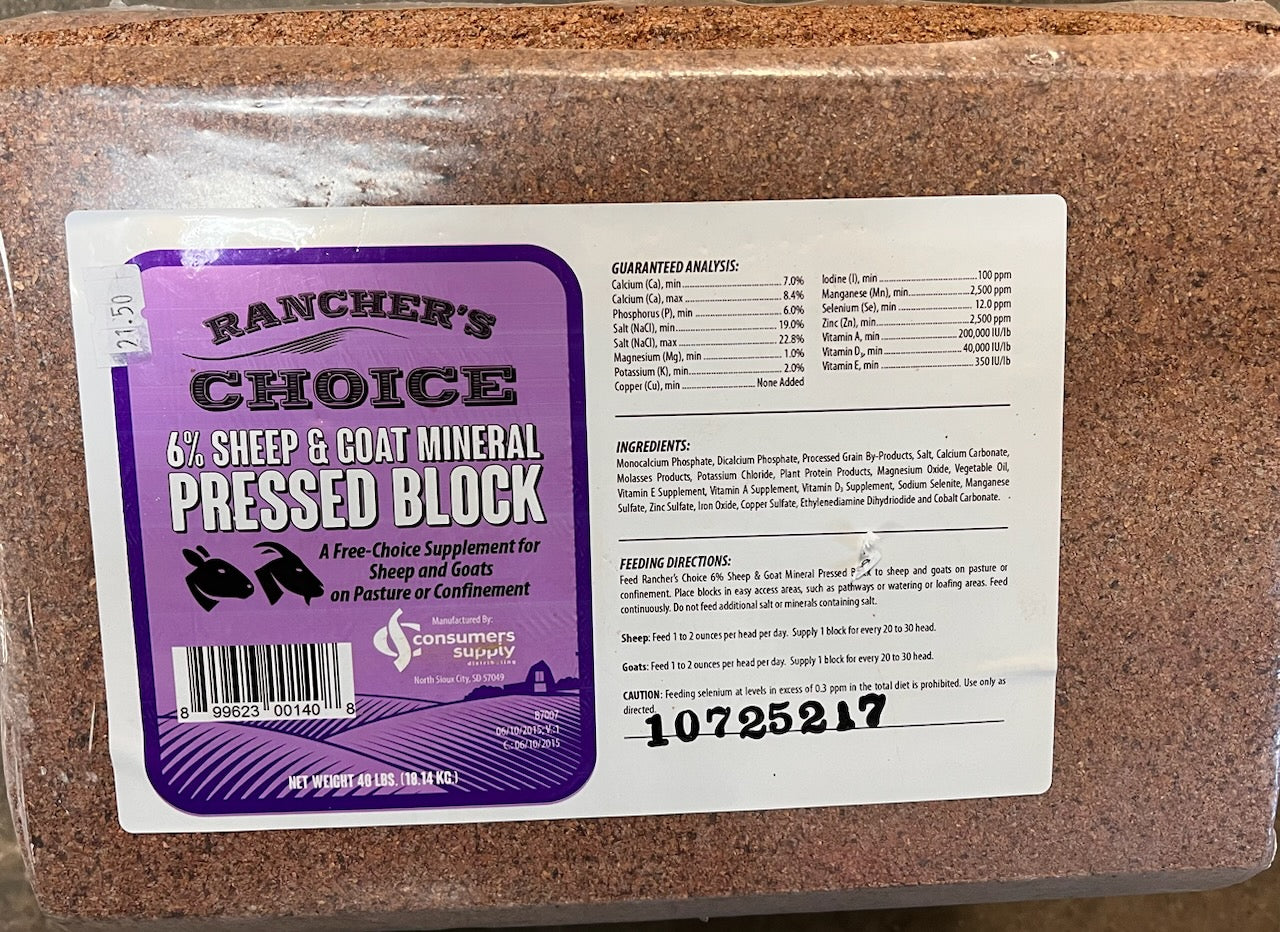 21.50
RANCHER'S
CHOICE
6% SHEEP & GOAT MINERAL
PRESSED BLOCK
A Free-Choice Supplement for
Sheep and Goats
on Pasture or Confinement
Manufactured By:
consumers
supply
distributing
North Sioux City, SD 57049
8 99623 00140 8
B7007
06/10/2015; V:1
C.: 06/10/2015
NET WEIGHT 40 LBS. (18.14 KG.)
GUARANTEED ANALYSIS:
Calcium (Ca), min 7.0%
Calcium (Ca), max 8.4%
Phosphorus (P), min 6.0%
Salt (NaCl), min 19.0%
Salt (NaCl), max 22.8%
Magnesium (Mg), min 1.0%
Potassium (K), min 2.0%
Copper (Cu), min None Added
Iodine (I), min 100 ppm
Manganese (Mn), min 2,500 ppm
Selenium (Se), min 12.0 ppm
Zinc (Zn), min 2,500 ppm
Vitamin A, min 200,000 IU/lb
Vitamin D3, min 40,000 IU/lb
Vitamin E, min 350 IU/lb
INGREDIENTS:
Monocalcium Phosphate, Dicalcium Phosphate, Processed Grain By-Products, Salt, Calcium Carbonate,
Molasses Products, Potassium Chloride, Plant Protein Products, Magnesium Oxide, Vegetable Oil,
Vitamin E Supplement, Vitamin A Supplement, Vitamin D3 Supplement, Sodium Selenite, Manganese
Sulfate, Zinc Sulfate, Iron Oxide, Copper Sulfate, Ethylenediamine Dihydriodide and Cobalt Carbonate.
FEEDING DIRECTIONS:
Feed Rancher's Choice 6% Sheep & Goat Mineral Pressed to sheep and goats on pasture or
confinement. Place blocks in easy access areas, such as pathways or watering or loafing areas. Feed
continuously. Do not feed additional salt or minerals containing salt.
Sheep: Feed 1 to 2 ounces per head per day. Supply 1 block for every 20 to 30 head.
Goats: Feed 1 to 2 ounces per head per day. Supply 1 block for every 20 to 30 head.
CAUTION: Feeding selenium at levels in excess of 0.3 ppm in the total diet is prohibited. Use only as
directed.
10725217